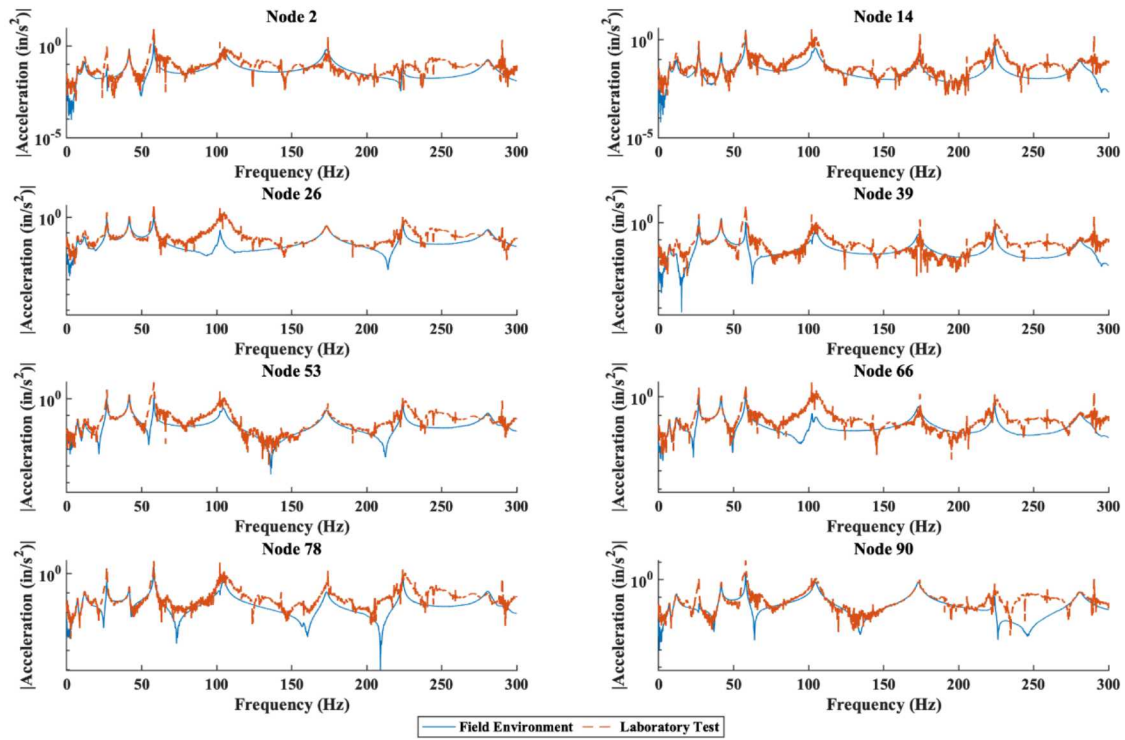 Node 2
|Acceleration (in/s²)|
10⁰
10⁻⁵
0 50 100 150 200 250 300
Frequency (Hz)
Node 14
|Acceleration (in/s²)|
10⁰
10⁻⁵
0 50 100 150 200 250 300
Frequency (Hz)
Node 26
|Acceleration (in/s²)|
10⁰
0 50 100 150 200 250 300
Frequency (Hz)
Node 39
|Acceleration (in/s²)|
10⁰
0 50 100 150 200 250 300
Frequency (Hz)
Node 53
|Acceleration (in/s²)|
10⁰
0 50 100 150 200 250 300
Frequency (Hz)
Node 66
|Acceleration (in/s²)|
10⁰
0 50 100 150 200 250 300
Frequency (Hz)
Node 78
|Acceleration (in/s²)|
10⁰
0 50 100 150 200 250 300
Frequency (Hz)
Node 90
|Acceleration (in/s²)|
10⁰
0 50 100 150 200 250 300
Frequency (Hz)
Field Environment Laboratory Test